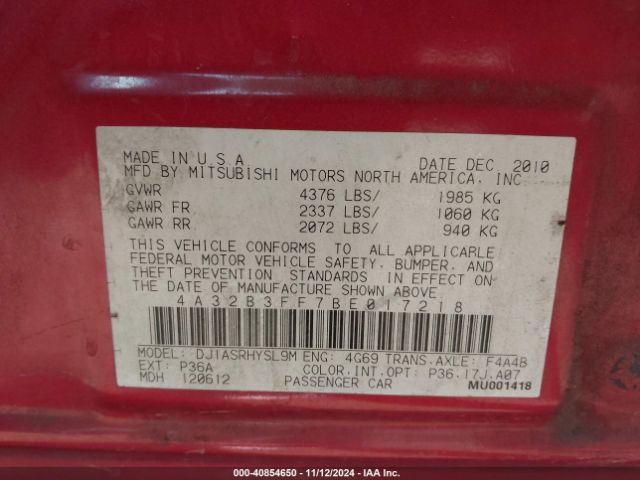 MADE IN U.S.A. DATE DEC 2010
MFD BY MITSUBISHI MOTORS NORTH AMERICA, INC
GVWR 4376 LBS/ 1985 KG
GAWR FR 2337 LBS/ 1060 KG
GAWR RR 2072 LBS/ 940 KG
THIS VEHICLE CONFORMS TO ALL APPLICABLE
FEDERAL MOTOR VEHICLE SAFETY, BUMPER, AND
THEFT PREVENTION STANDARDS IN EFFECT ON
THE DATE OF MANUFACTURE SHOWN ABOVE
4A32B3FF7BE017218
MODEL: DJ1ASRHYSL9M ENG: 4G69 TRANS.AXLE: F4A4B
EXT: P36A COLOR.INT.OPT: P36.17J.A07
MDH 120612 PASSENGER CAR MU001418
000-40854650 - 11/12/2024 - IAA Inc.